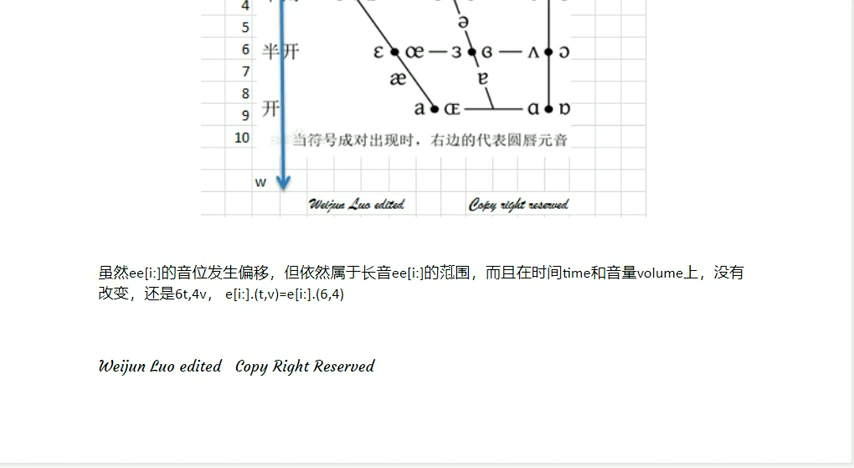 4
5
ə
6 半开 ɛ œ — ɜ ɞ — ʌ ɔ
7 æ ɐ
8
9 开 a ɶ ɑ ɒ
10 当符号成对出现时，右边的代表圆唇元音
w
Weijun Luo edited Copy right reserved
虽然ee[i:]的音位发生偏移，但依然属于长音ee[i:]的范围，而且在时间time和音量volume上，没有
改变，还是6t,4v， e[i:].(t,v)=e[i:].(6,4)
Weijun Luo edited Copy Right Reserved